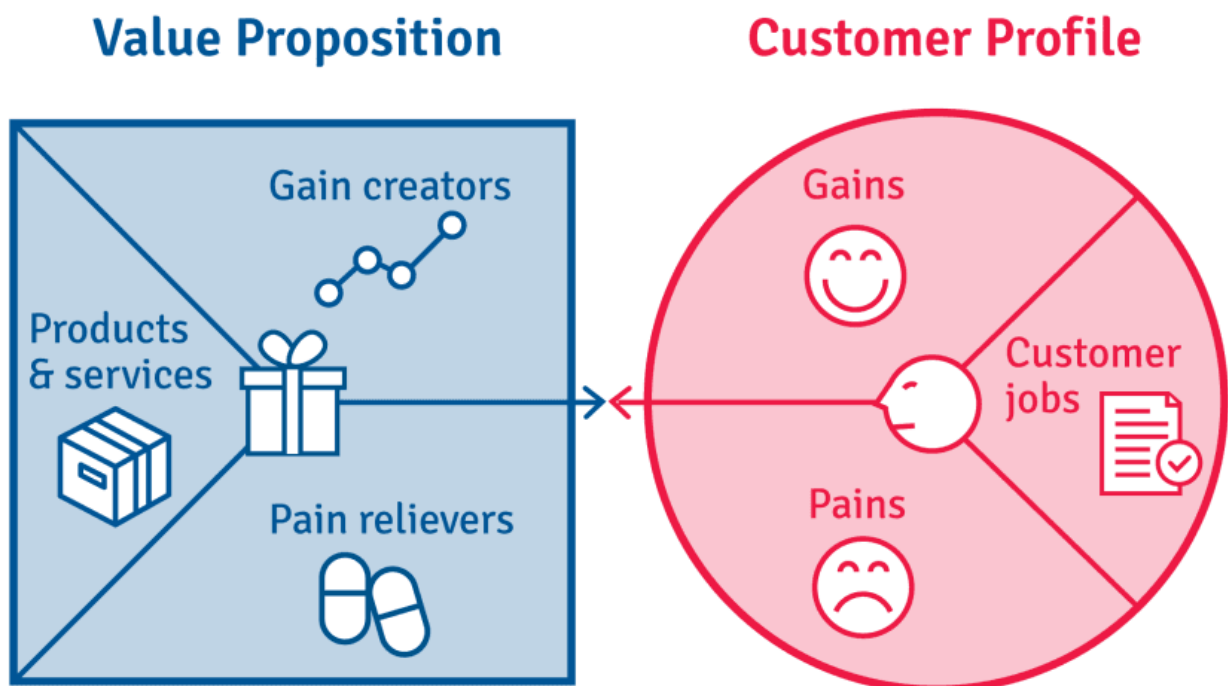 Value Proposition
Customer Profile
Gain creators
Products
& services
Pain relievers
Gains
Customer
jobs
Pains